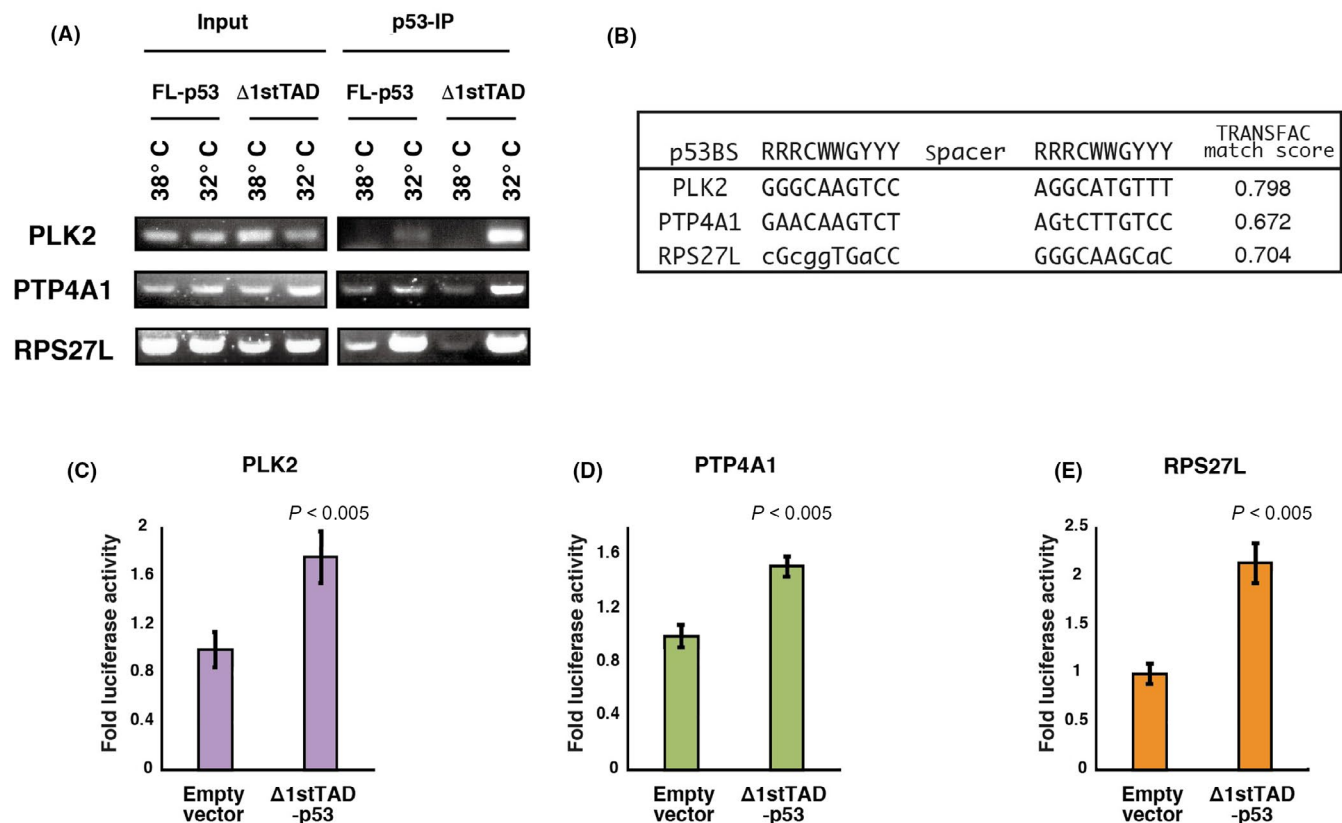 (A)
Input
p53-IP
FL-p53 Δ1stTAD FL-p53 Δ1stTAD
38° C 32° C 38° C 32° C 38° C 32° C 38° C 32° C
PLK2
PTP4A1
RPS27L
(B)
p53BS RRRCWWGYYY Spacer RRRCWWGYYY TRANSFAC match score
PLK2 GGGCAAGTCC AGGCATGTTT 0.798
PTP4A1 GAACAAGTCT AGtCTTGTCC 0.672
RPS27L cGcggTGaCC GGGCAAGCaC 0.704
(C)
PLK2
P < 0.005
Fold luciferase activity
2
1.6
1.2
0.8
0.4
0
Empty vector
Δ1stTAD -p53
(D)
PTP4A1
P < 0.005
Fold luciferase activity
1.6
1.2
0.8
0.4
0
Empty vector
Δ1stTAD -p53
(E)
RPS27L
P < 0.005
Fold luciferase activity
2.5
2
1.5
1
0.5
0
Empty vector
Δ1stTAD -p53